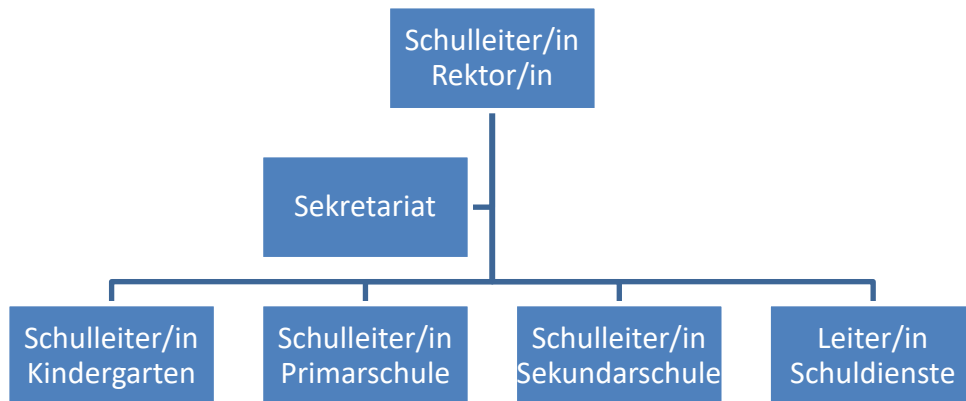 Schulleiter/in
Rektor/in
Sekretariat
Schulleiter/in
Kindergarten
Schulleiter/in
Primarschule
Schulleiter/in
Sekundarschule
Leiter/in
Schuldienste